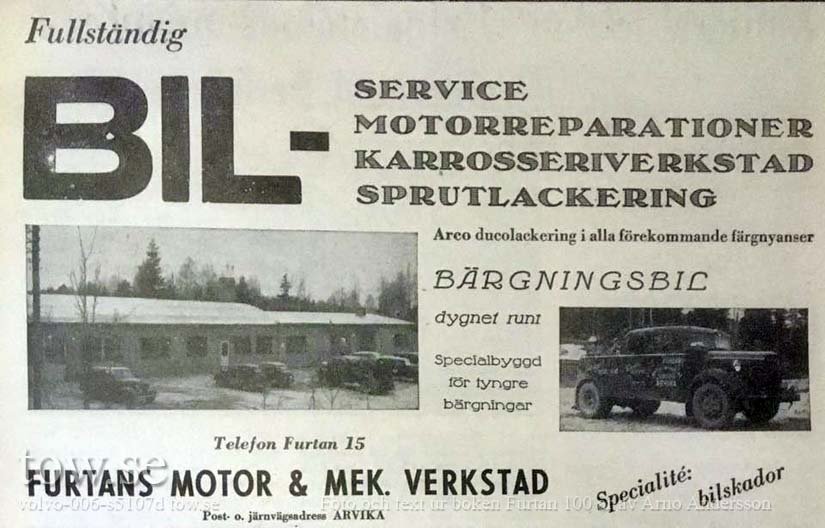 Fullständig
BIL-
SERVICE
MOTORREPARATIONER
KARROSSERIVERKSTAD
SPRUTLACKERING
Arco ducolackering i alla förekommande färgnyanser
BÄRGNINGSBIL
dygnet runt
Specialbyggd
för tyngre
bärgningar
Telefon Furtan 15
FURTANS MOTOR & MEK. VERKSTAD
Post- o. järnvägsadress ARVIKA
Specialité:
bilskador
tow.se
volvo-006-s5107d tow.se
Foto och text ur boken Furtan 100 år av Arno Andersson